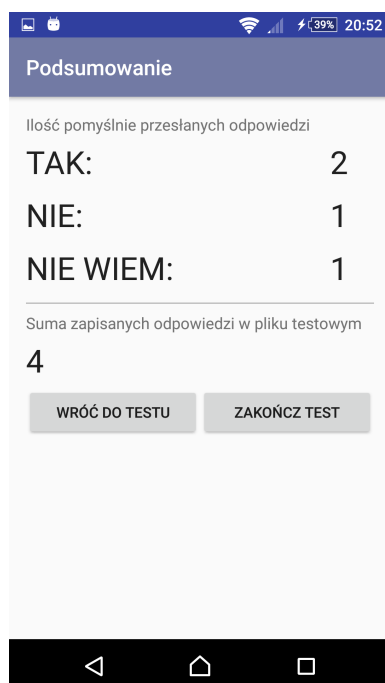 39% 20:52
Podsumowanie
Ilość pomyślnie przesłanych odpowiedzi
TAK: 2
NIE: 1
NIE WIEM: 1
Suma zapisanych odpowiedzi w pliku testowym
4
WRÓĆ DO TESTU ZAKOŃCZ TEST